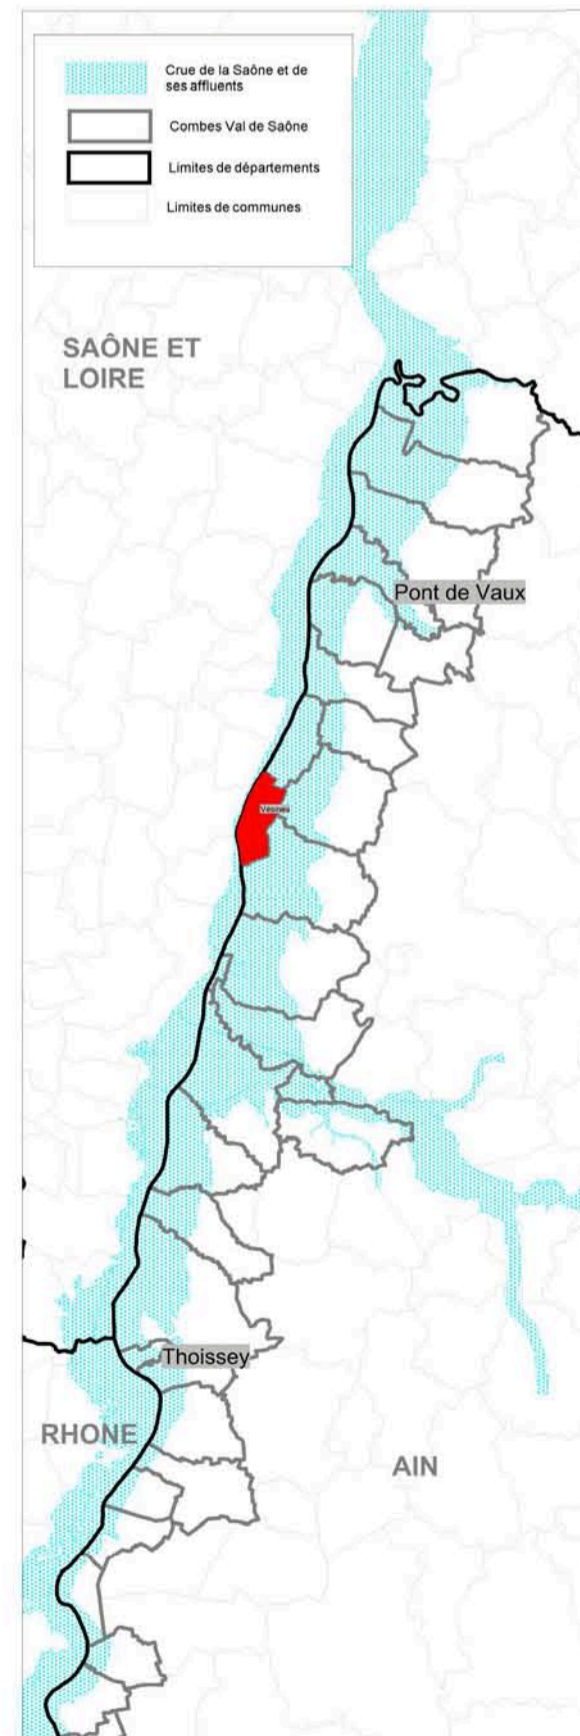 Crue de la Saône et de
ses affluents
Combes Val de Saône
Limites de départements
Limites de communes
SAÔNE ET
LOIRE
Pont de Vaux
Vésines
Thoissey
RHONE
AIN